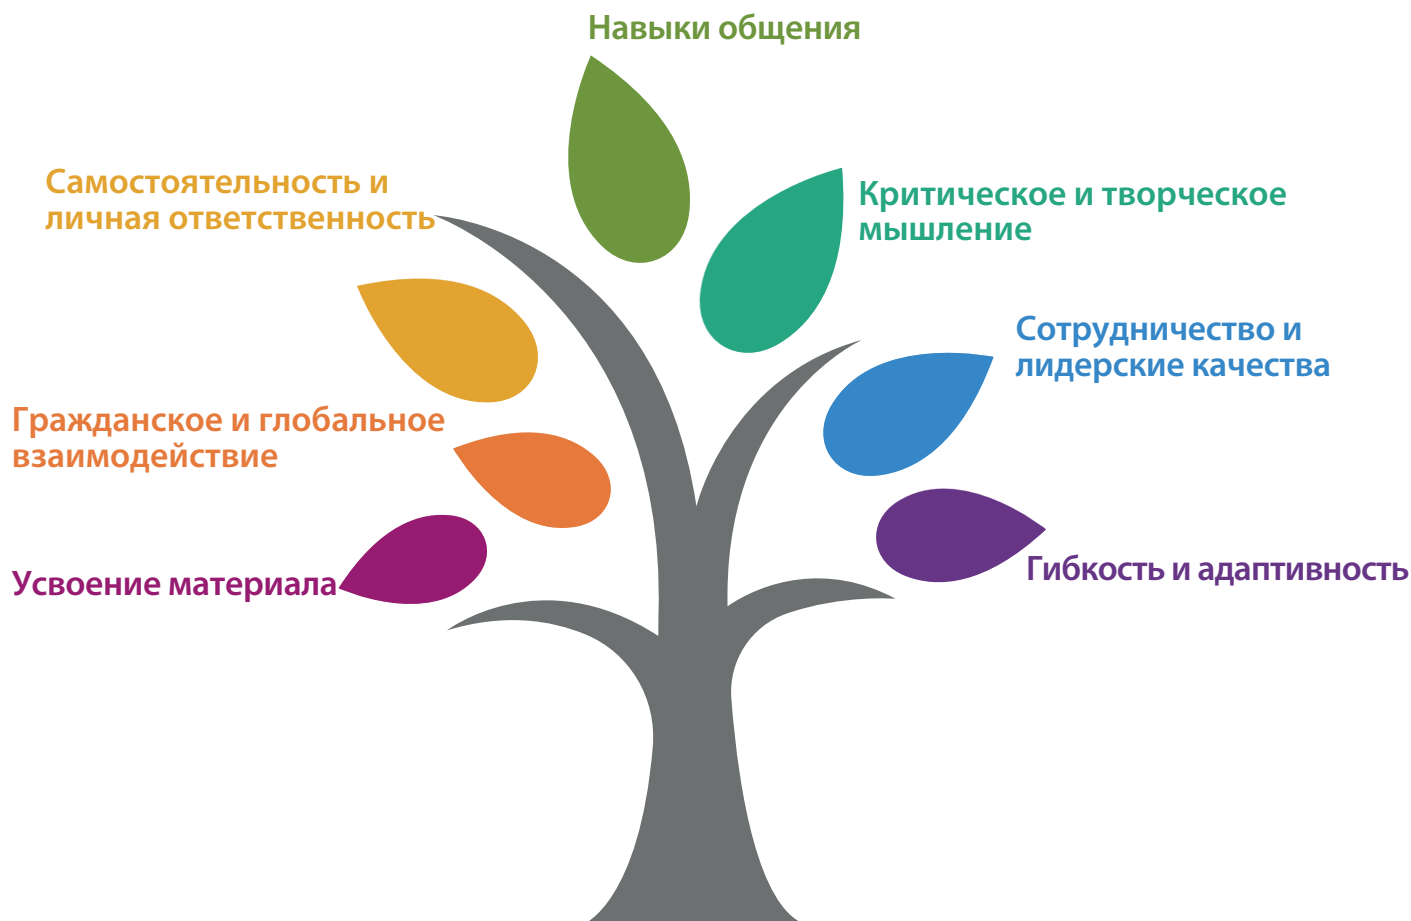 Навыки общения
Самостоятельность и
личная ответственность
Критическое и творческое
мышление
Сотрудничество и
лидерские качества
Гражданское и глобальное
взаимодействие
Гибкость и адаптивность
Усвоение материала